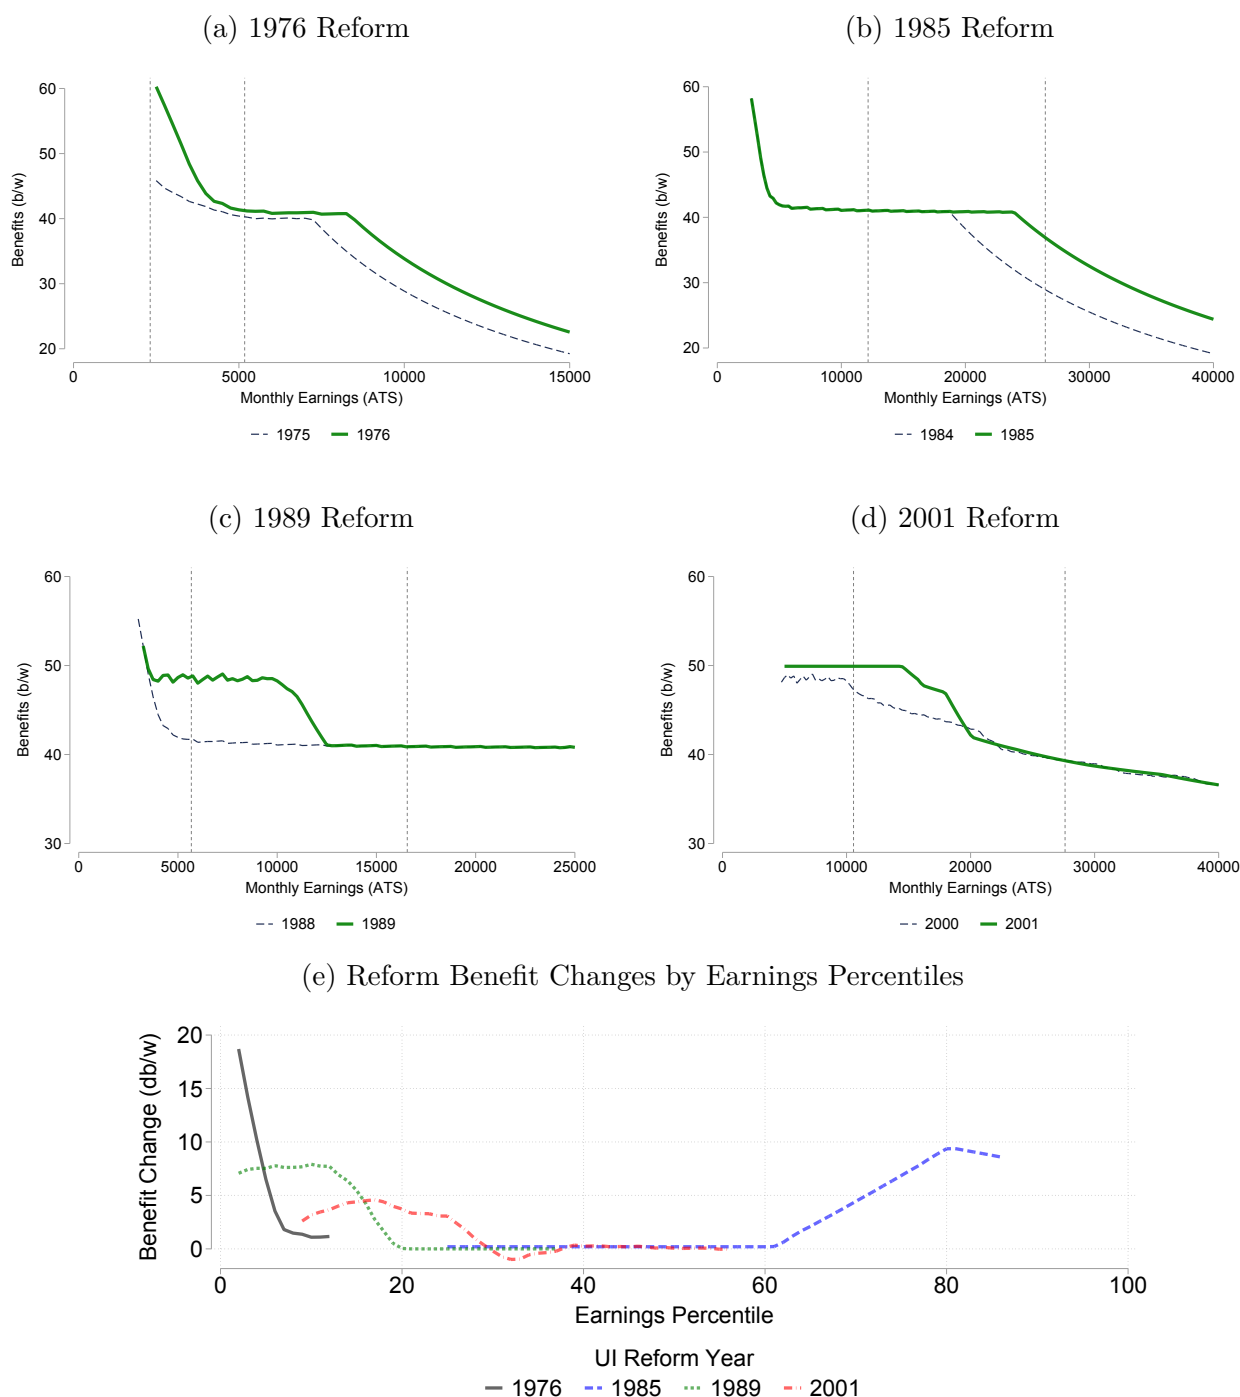 (a) 1976 Reform
60
50
40
30
20
Benefits (b/w)
0 5000 10000 15000
Monthly Earnings (ATS)
1975 1976
(b) 1985 Reform
60
50
40
30
20
Benefits (b/w)
0 10000 20000 30000 40000
Monthly Earnings (ATS)
1984 1985
(c) 1989 Reform
60
50
40
30
Benefits (b/w)
0 5000 10000 15000 20000 25000
Monthly Earnings (ATS)
1988 1989
(d) 2001 Reform
60
50
40
30
Benefits (b/w)
0 10000 20000 30000 40000
Monthly Earnings (ATS)
2000 2001
(e) Reform Benefit Changes by Earnings Percentiles
20
15
10
5
0
Benefit Change (db/w)
0 20 40 60 80 100
Earnings Percentile
UI Reform Year
1976 1985 1989 2001